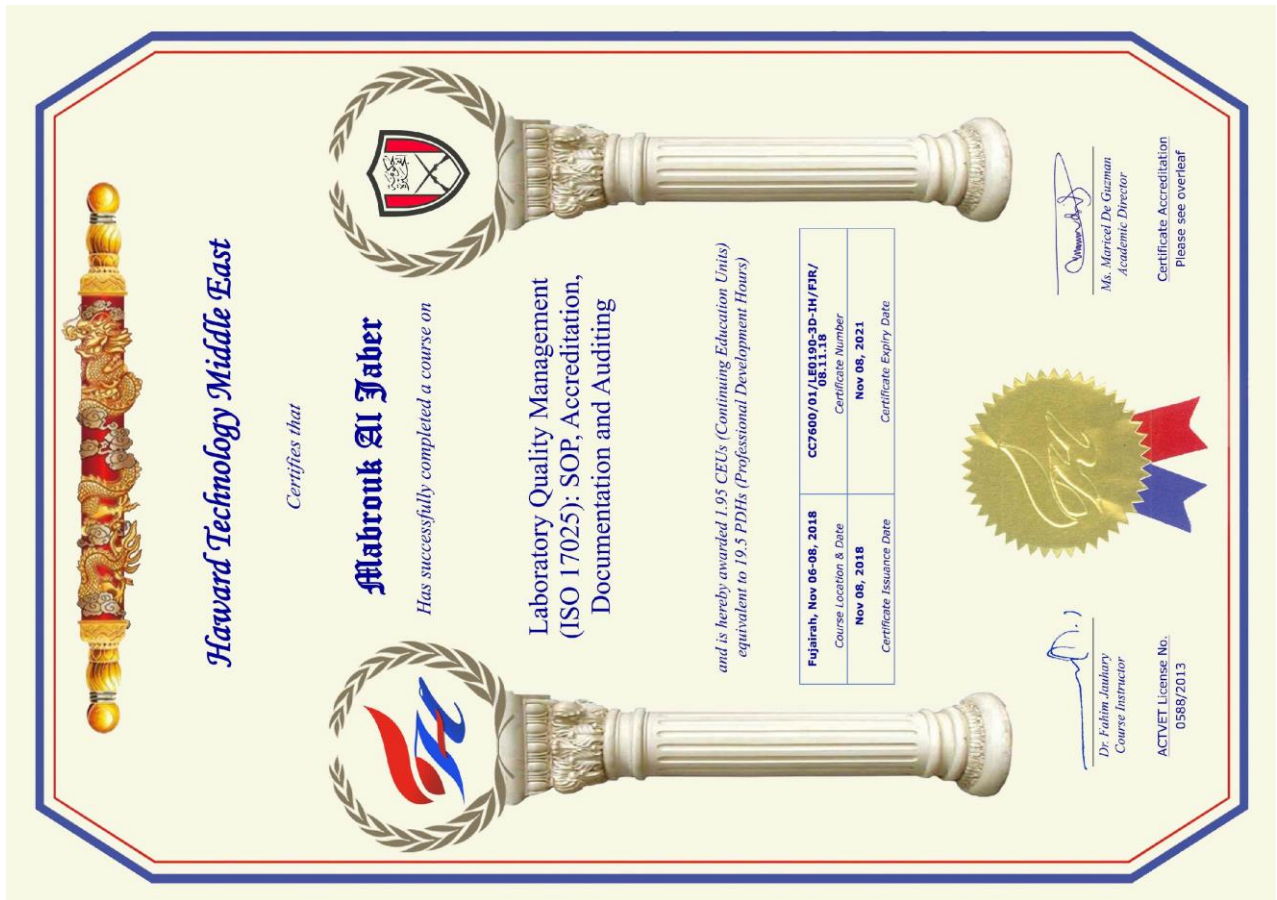 Haward Technology Middle East
Certifies that
Mabrouk Al Jaber
Has successfully completed a course on
Laboratory Quality Management
(ISO 17025): SOP, Accreditation,
Documentation and Auditing
and is hereby awarded 1.95 CEUs (Continuing Education Units)
equivalent to 19.5 PDHs (Professional Development Hours)
Fujairah, Nov 06-08, 2018
Course Location & Date
CC7600/01/LE0190-3D-IH/FJR/
08.11.18
Certificate Number
Nov 08, 2018
Certificate Issuance Date
Nov 08, 2021
Certificate Expiry Date
Dr. Fahim Jauhary
Course Instructor
Ms. Maricel De Guzman
Academic Director
ACTVET License No.
0588/2013
Certificate Accreditation
Please see overleaf